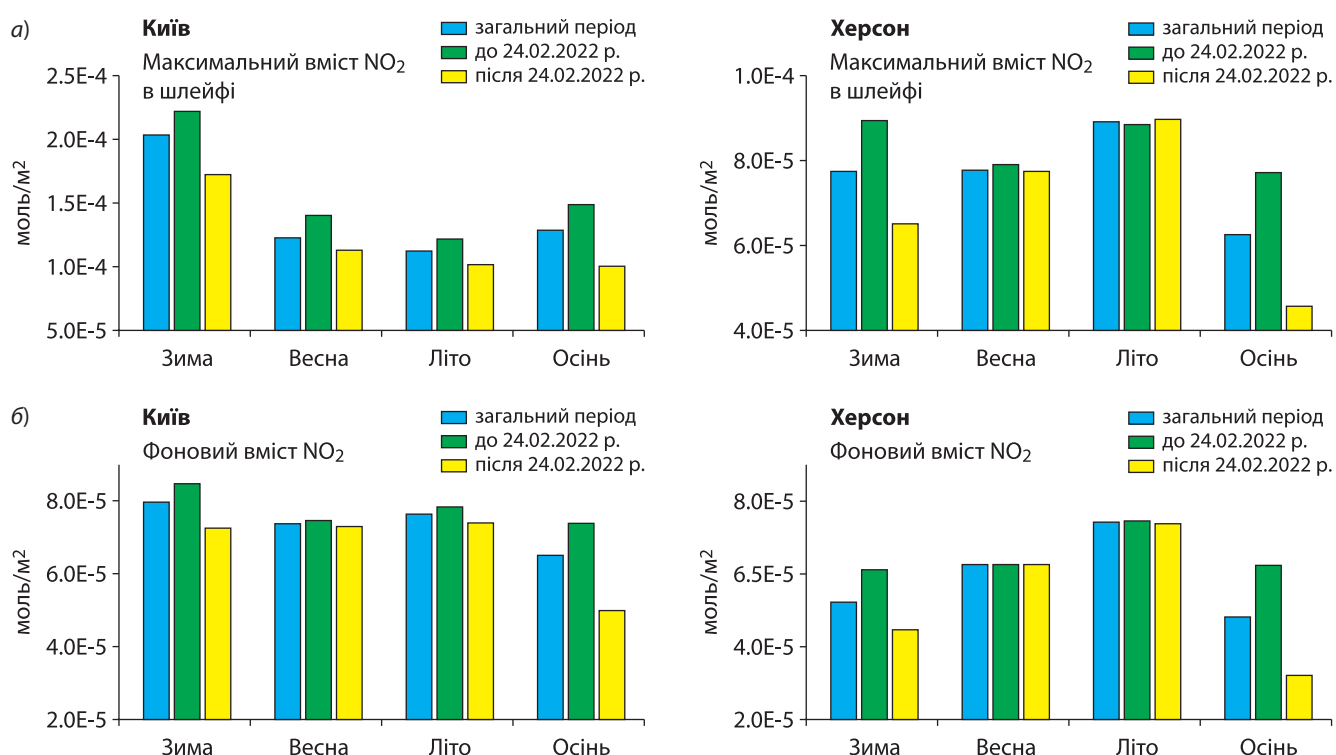 а)
Київ
Максимальний вміст NO2
в шлейфі
загальний період
до 24.02.2022 р.
після 24.02.2022 р.
моль/м2
2.5E-4
2.0E-4
1.5E-4
1.0E-4
5.0E-5
Зима Весна Літо Осінь
Херсон
Максимальний вміст NO2
в шлейфі
загальний період
до 24.02.2022 р.
після 24.02.2022 р.
моль/м2
1.0E-4
8.0E-5
6.0E-5
4.0E-5
Зима Весна Літо Осінь
б)
Київ
Фоновий вміст NO2
загальний період
до 24.02.2022 р.
після 24.02.2022 р.
моль/м2
8.0E-5
6.0E-5
4.0E-5
2.0E-5
Зима Весна Літо Осінь
Херсон
Фоновий вміст NO2
загальний період
до 24.02.2022 р.
після 24.02.2022 р.
моль/м2
8.0E-5
6.5E-5
4.0E-5
2.0E-5
Зима Весна Літо Осінь